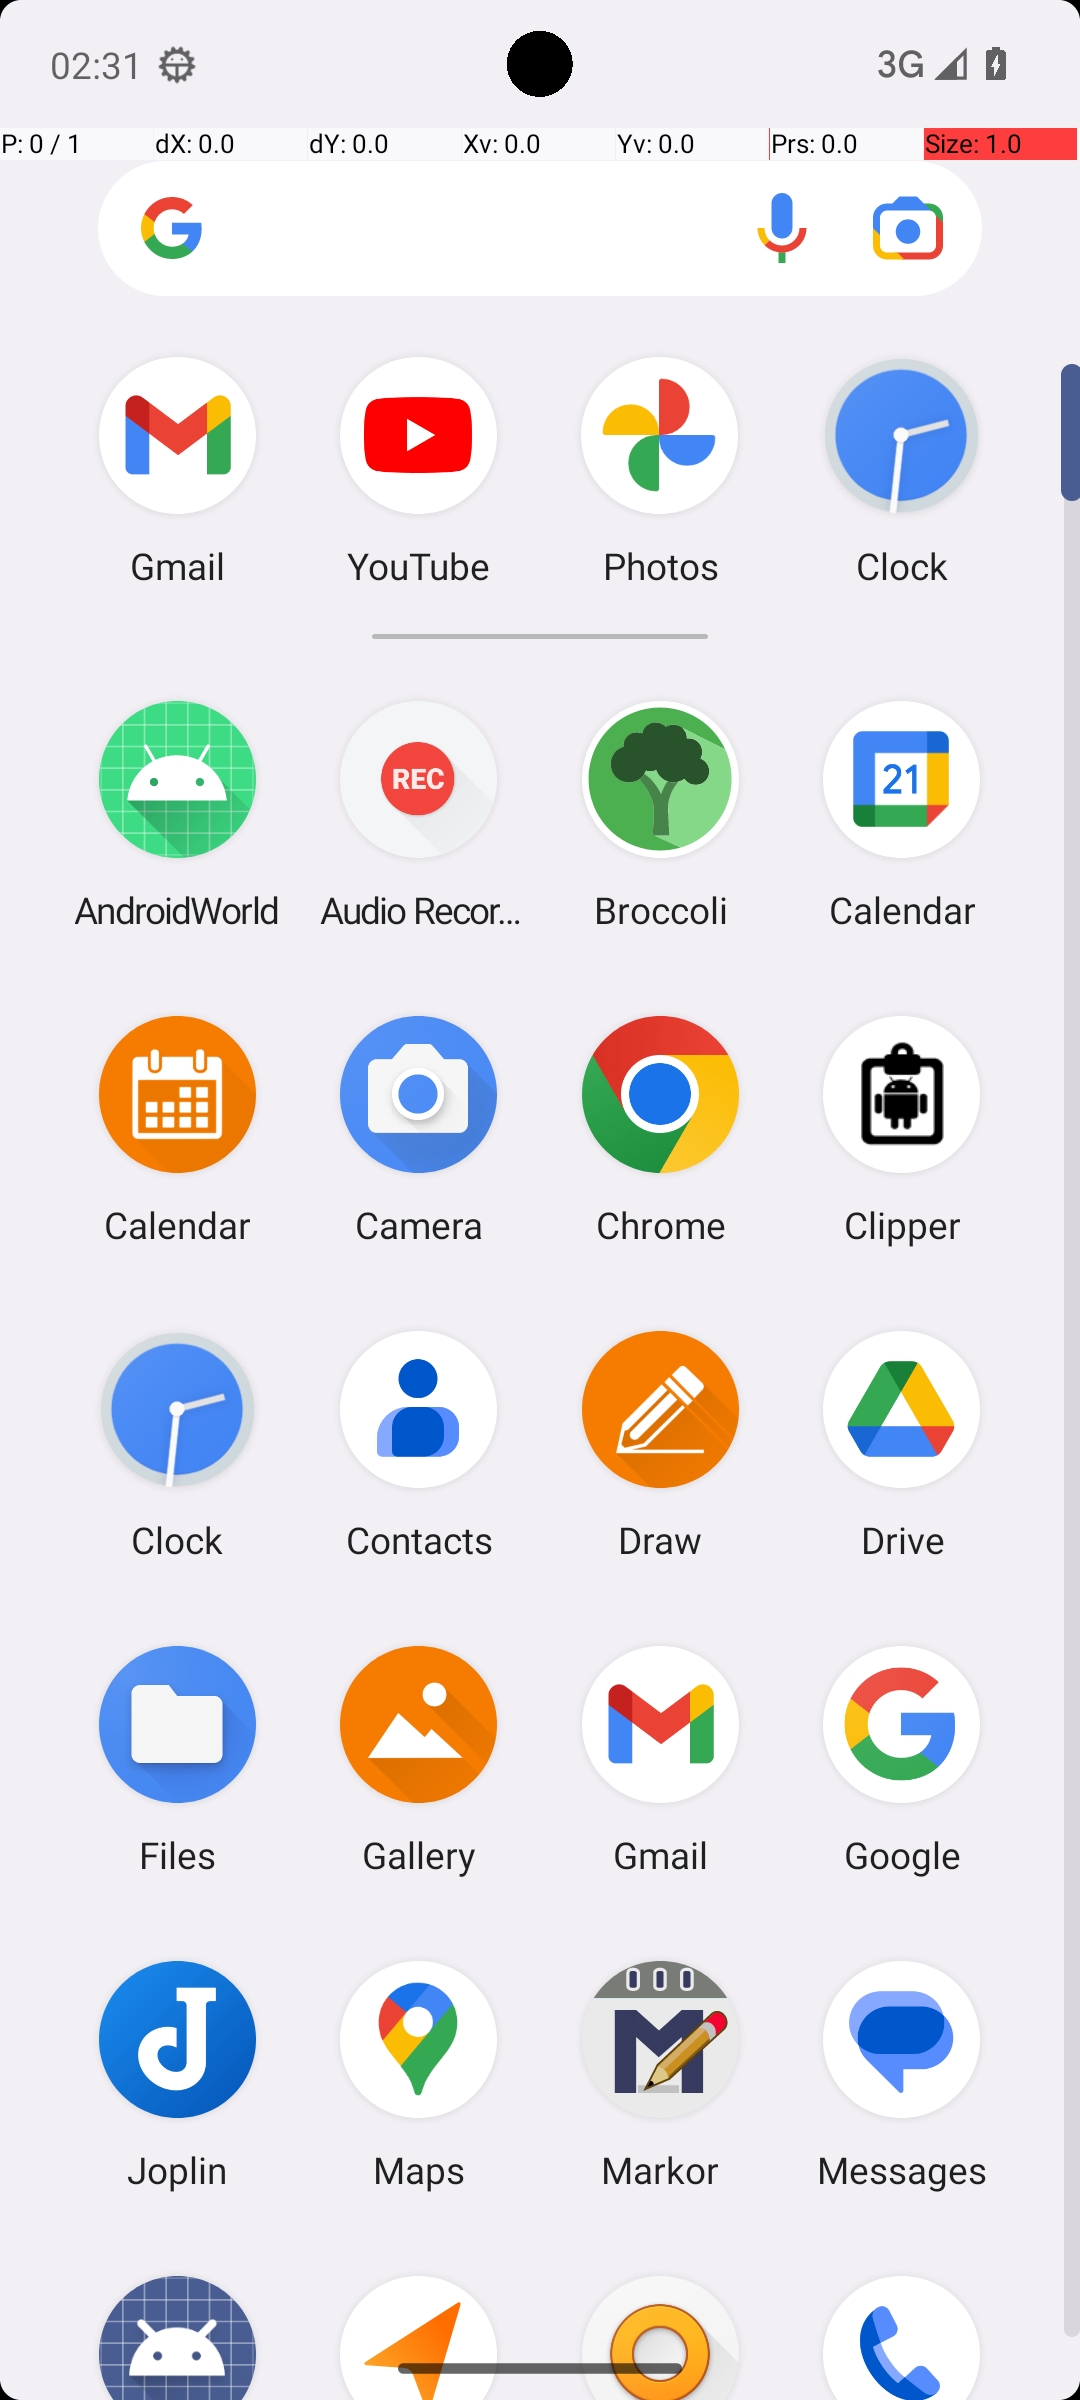 02:31
3G
P: 0 / 1
dX: 0.0
dY: 0.0
Xv: 0.0
Yv: 0.0
Prs: 0.0
Size: 1.0
Gmail
YouTube
Photos
Clock
REC
21
AndroidWorld
Audio Recor...
Broccoli
Calendar
Calendar
Camera
Chrome
Clipper
Clock
Contacts
Draw
Drive
Files
Gallery
Gmail
Google
Joplin
Maps
Markor
Messages